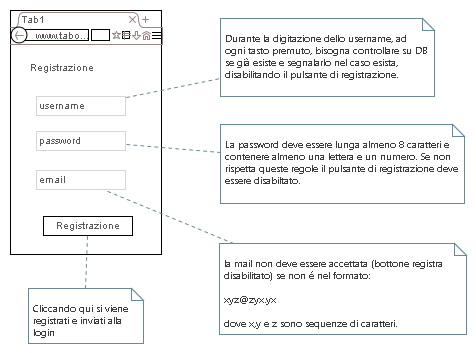 Tab1
www.tabo...
Registrazione
username
password
email
Registrazione
Durante la digitazione dello username, ad
ogni tasto premuto, bisogna controllare su DB
se già esiste e segnalarlo nel caso esista,
disabilitando il pulsante di registrazione.
La password deve essere lunga almeno 8 caratteri e
contenere almeno una lettera e un numero. Se non
rispetta queste regole il pulsante di registrazione deve
essere disabiltato.
la mail non deve essere accettata (bottone registra
disabilitato) se non é nel formato:
xyz@zyx.yx
dove x,y e z sono sequenze di caratteri.
Cliccando qui si viene
registrati e inviati alla
login